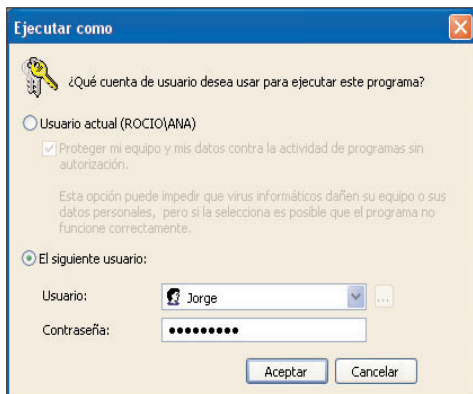 Ejecutar como
¿Qué cuenta de usuario desea usar para ejecutar este programa?
Usuario actual (ROCIO\ANA)
Proteger mi equipo y mis datos contra la actividad de programas sin
autorización.
Esta opción puede impedir que virus informáticos dañen su equipo o sus
datos personales, pero si la selecciona es posible que el programa no
funcione correctamente.
El siguiente usuario:
Usuario: Jorge ...
Contraseña: •••••••••
Aceptar Cancelar